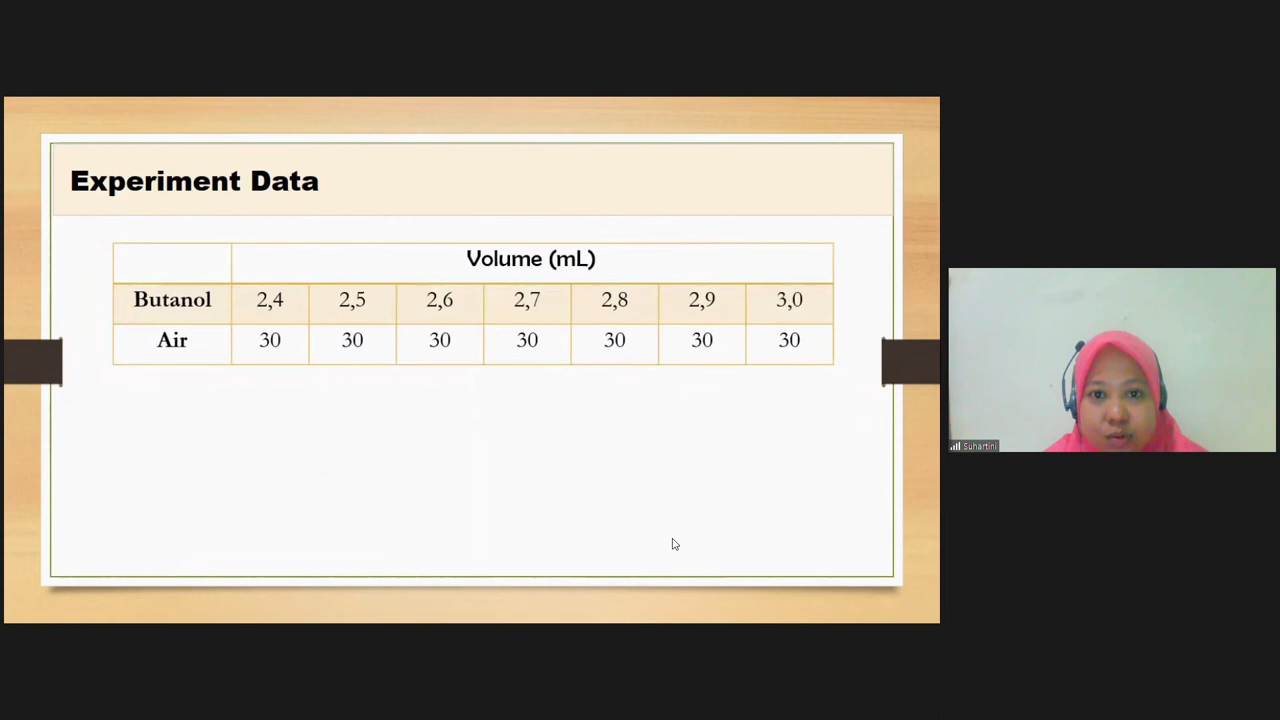 Experiment Data
Volume (mL)
Butanol 2,4 2,5 2,6 2,7 2,8 2,9 3,0
Air 30 30 30 30 30 30 30
Suhartini